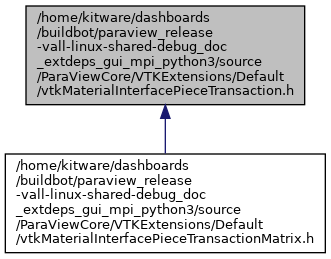 /home/kitware/dashboards
/buildbot/paraview_release
-vall-linux-shared-debug_doc
_extdeps_gui_mpi_python3/source
/ParaViewCore/VTKExtensions/Default
/vtkMaterialInterfacePieceTransaction.h
/home/kitware/dashboards
/buildbot/paraview_release
-vall-linux-shared-debug_doc
_extdeps_gui_mpi_python3/source
/ParaViewCore/VTKExtensions/Default
/vtkMaterialInterfacePieceTransactionMatrix.h